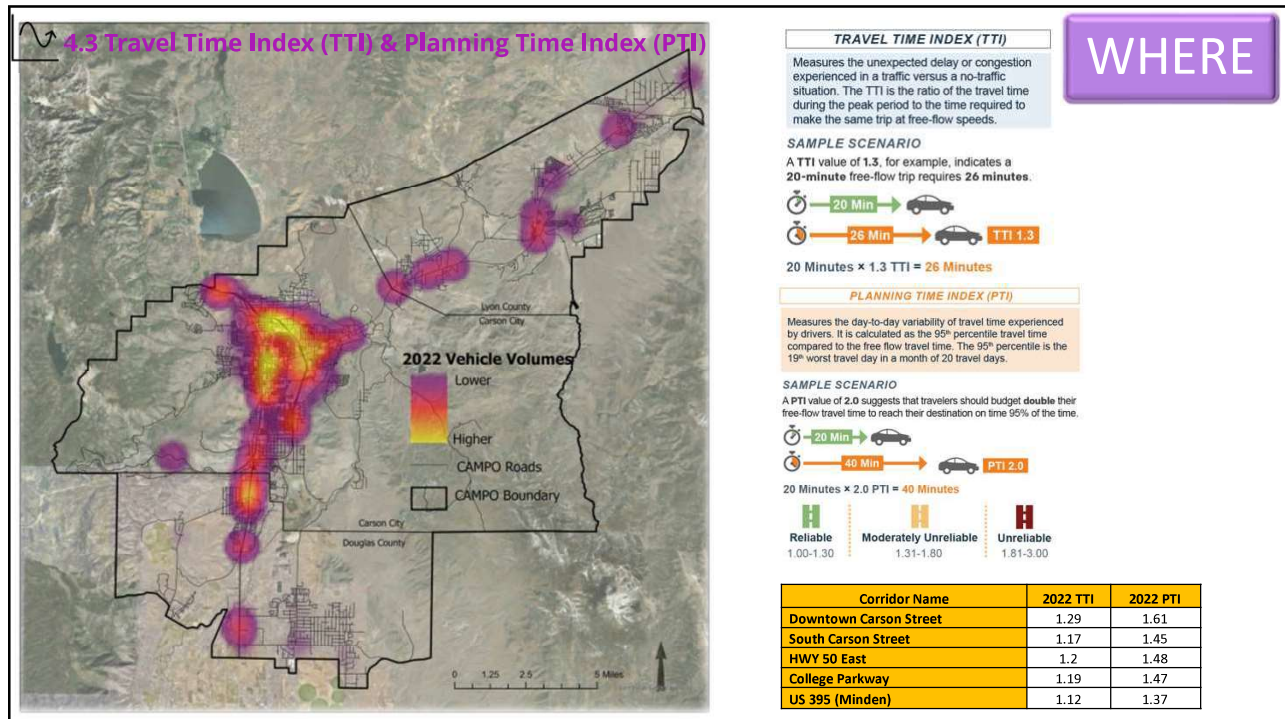 4.3 Travel Time Index (TTI) & Planning Time Index (PTI)
WHERE
TRAVEL TIME INDEX (TTI)
Measures the unexpected delay or congestion
experienced in a traffic versus a no-traffic
situation. The TTI is the ratio of the travel time
during the peak period to the time required to
make the same trip at free-flow speeds.
SAMPLE SCENARIO
A TTI value of 1.3, for example, indicates a
20-minute free-flow trip requires 26 minutes.
20 Min
26 Min
TTI 1.3
20 Minutes × 1.3 TTI = 26 Minutes
PLANNING TIME INDEX (PTI)
Measures the day-to-day variability of travel time experienced
by drivers. It is calculated as the 95th percentile travel time
compared to the free flow travel time. The 95th percentile is the
19th worst travel day in a month of 20 travel days.
SAMPLE SCENARIO
A PTI value of 2.0 suggests that travelers should budget double their
free-flow travel time to reach their destination on time 95% of the time.
20 Min
40 Min
PTI 2.0
20 Minutes × 2.0 PTI = 40 Minutes
Reliable Moderately Unreliable Unreliable
1.00-1.30 1.31-1.80 1.81-3.00
Lyon County
Carson City
2022 Vehicle Volumes
Lower
Higher
CAMPO Roads
CAMPO Boundary
Carson City
Douglas County
0 1.25 2.5 5 Miles
Corridor Name 2022 TTI 2022 PTI
Downtown Carson Street 1.29 1.61
South Carson Street 1.17 1.45
HWY 50 East 1.2 1.48
College Parkway 1.19 1.47
US 395 (Minden) 1.12 1.37